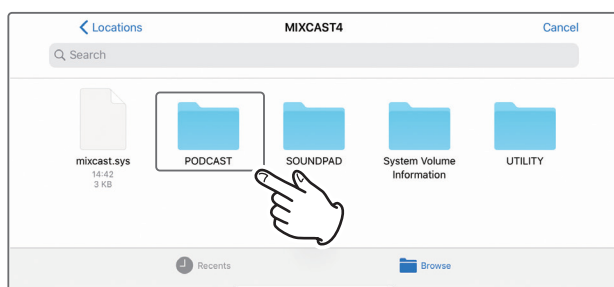 Locations
MIXCAST4
Cancel
Search
mixcast.sys
14:42
3 KB
PODCAST
SOUNDPAD
System Volume
Information
UTILITY
Recents
Browse